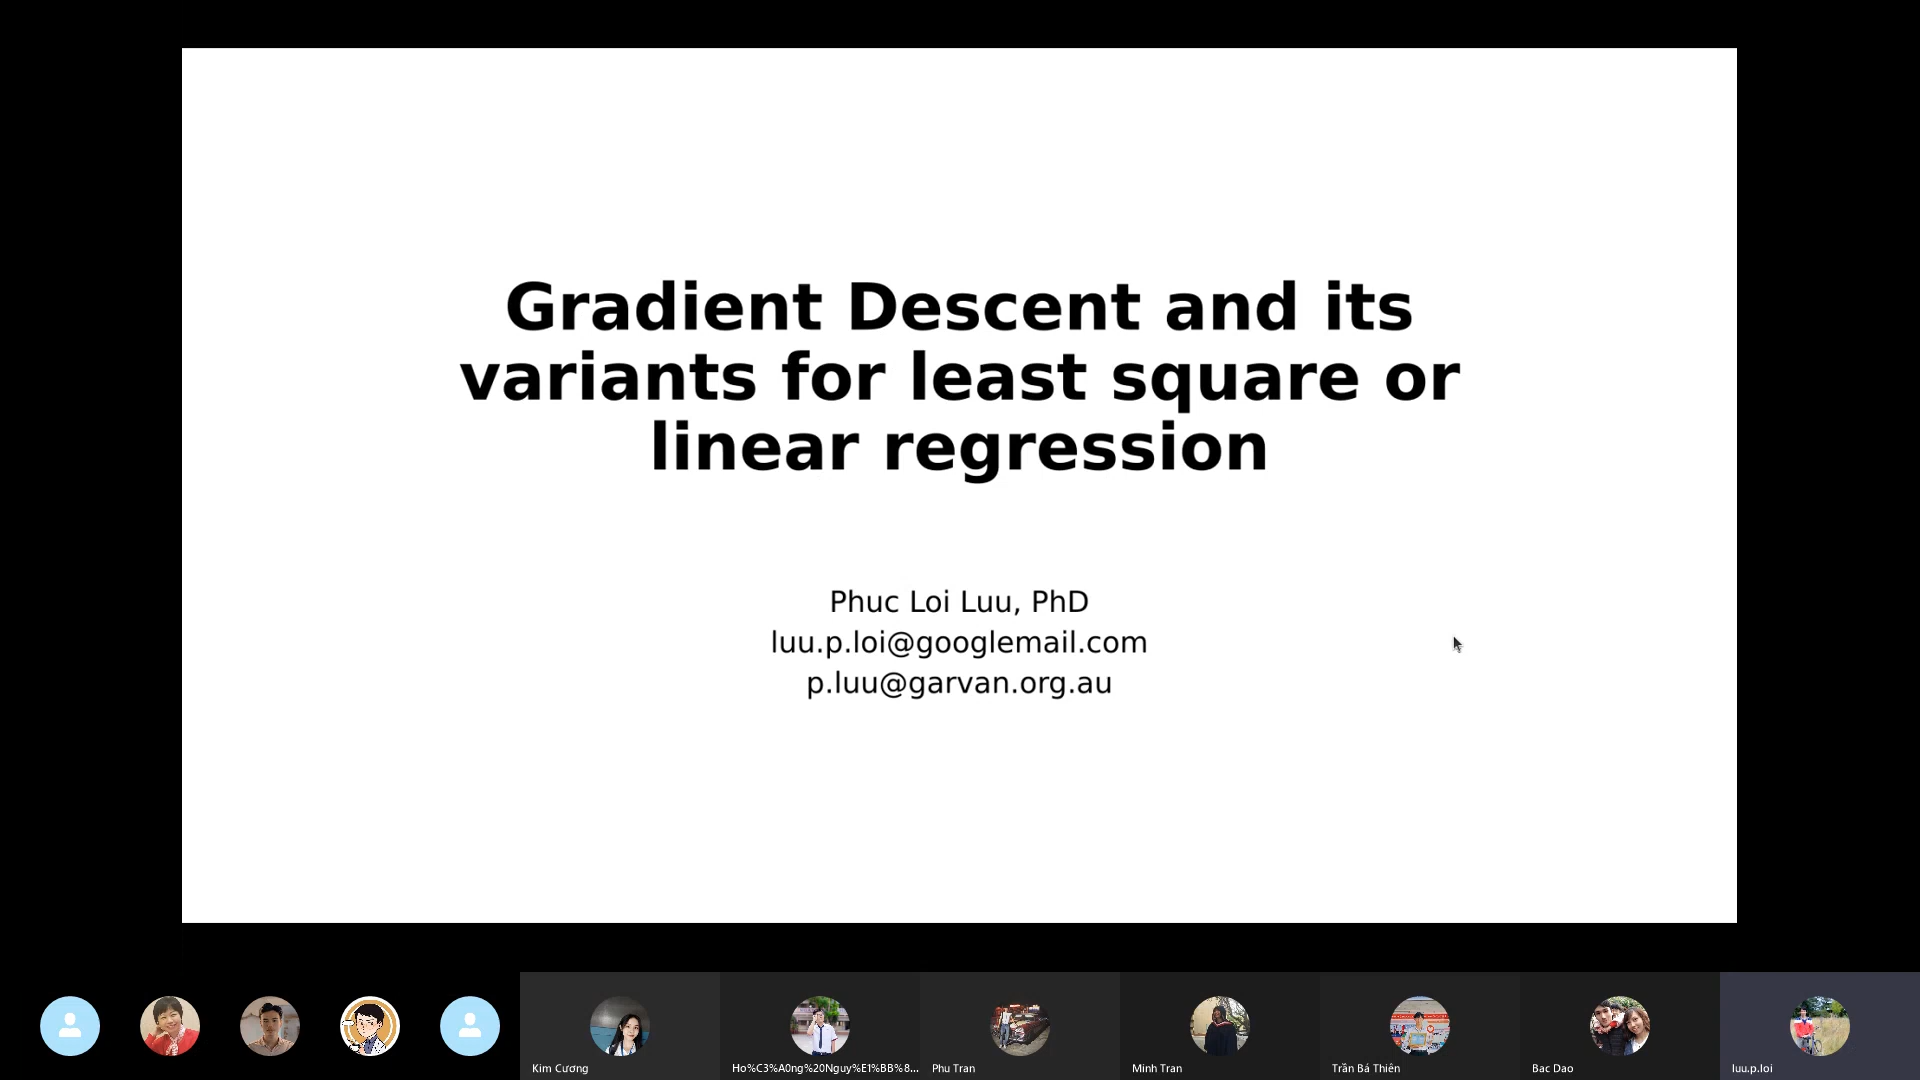 Gradient Descent and its
variants for least square or
linear regression
Phuc Loi Luu, PhD
luu.p.loi@googlemail.com
p.luu@garvan.org.au
Kim Cương
Ho%C3%A0ng%20Nguy%E1%BB%8...
Phu Tran
Minh Tran
Trần Bá Thiên
Bac Dao
luu.p.loi